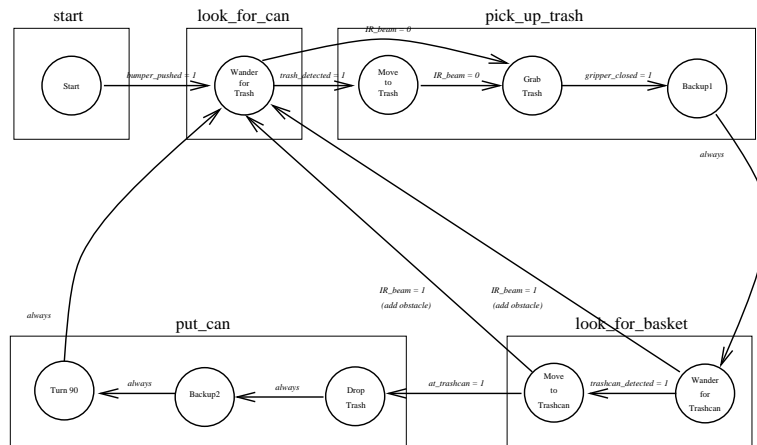 start
look_for_can
pick_up_trash
IR_beam = 0
Start
bumper_pushed = 1
Wander
for
Trash
trash_detected = 1
Move
to
Trash
IR_beam = 0
Grab
Trash
gripper_closed = 1
Backup1
always
IR_beam = 1
(add obstacle)
IR_beam = 1
(add obstacle)
always
put_can
look_for_basket
Turn 90
always
Backup2
always
Drop
Trash
at_trashcan = 1
Move
to
Trashcan
trashcan_detected = 1
Wander
for
Trashcan